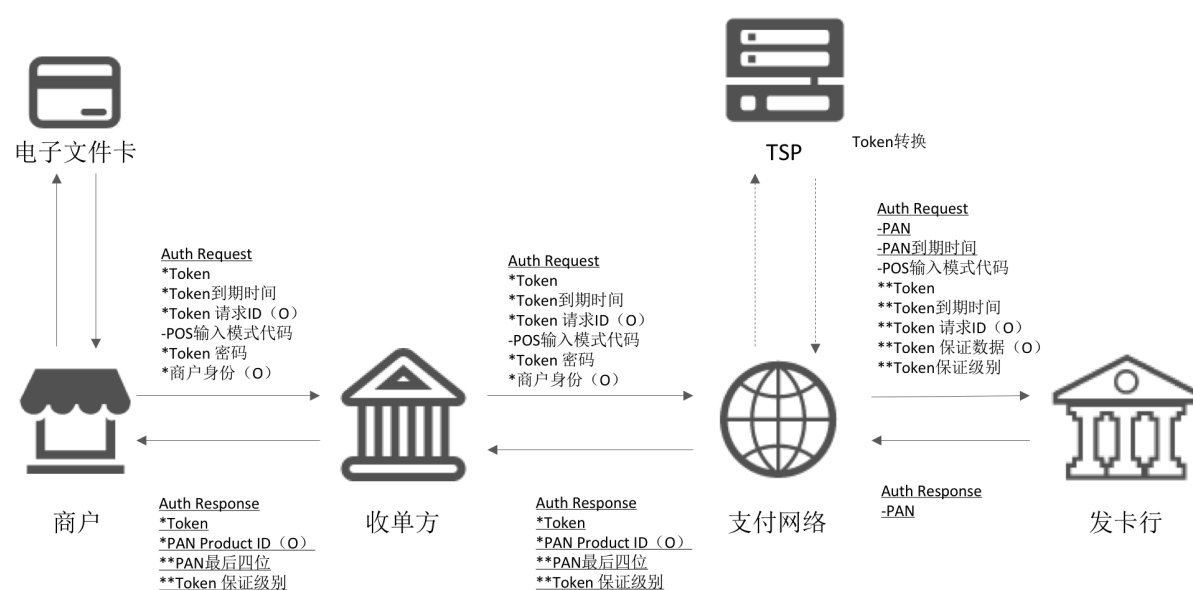 电子文件卡
TSP
Token转换
Auth Request
*Token
*Token到期时间
*Token 请求ID（O）
-POS输入模式代码
*Token 密码
*商户身份（O）
Auth Request
*Token
*Token到期时间
*Token 请求ID（O）
-POS输入模式代码
*Token 密码
*商户身份（O）
Auth Request
-PAN
-PAN到期时间
-POS输入模式代码
**Token
**Token到期时间
**Token 请求ID（O）
**Token 保证数据（O）
**Token保证级别
商户
Auth Response
*Token
*PAN Product ID（O）
**PAN最后四位
**Token 保证级别
收单方
Auth Response
*Token
*PAN Product ID（O）
**PAN最后四位
**Token 保证级别
支付网络
Auth Response
-PAN
发卡行